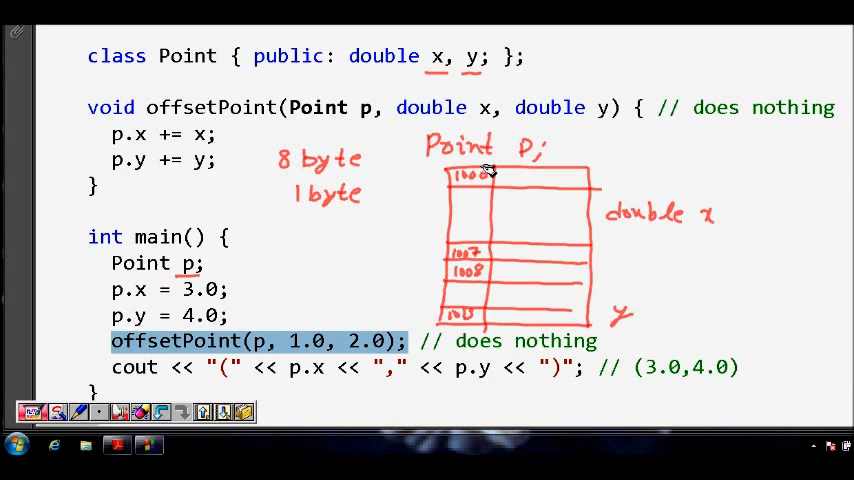 class Point { public: double x, y; };
void offsetPoint(Point p, double x, double y) { // does nothing
p.x += x;
p.y += y;
}
8 byte
1 byte
Point P;
1000
double x
1007
1008
y
int main() {
Point p;
p.x = 3.0;
p.y = 4.0;
offsetPoint(p, 1.0, 2.0); // does nothing
cout << "(" << p.x << "," << p.y << ")"; // (3.0,4.0)
}